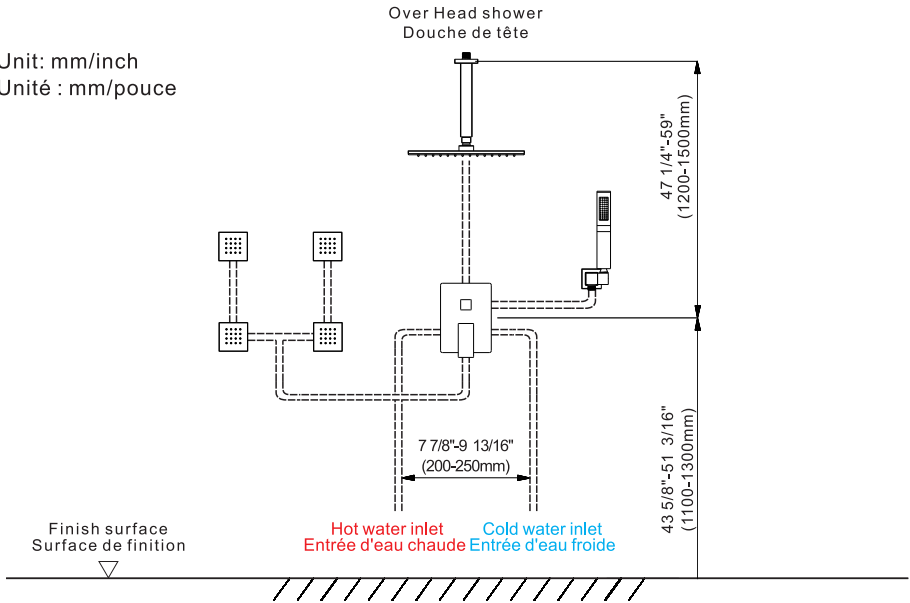 Over Head shower
Douche de tête
Unit: mm/inch
Unité : mm/pouce
47 1/4"-59"
(1200-1500mm)
7 7/8"-9 13/16"
(200-250mm)
43 5/8"-51 3/16"
(1100-1300mm)
Finish surface
Surface de finition
Hot water inlet
Entrée d'eau chaude
Cold water inlet
Entrée d'eau froide